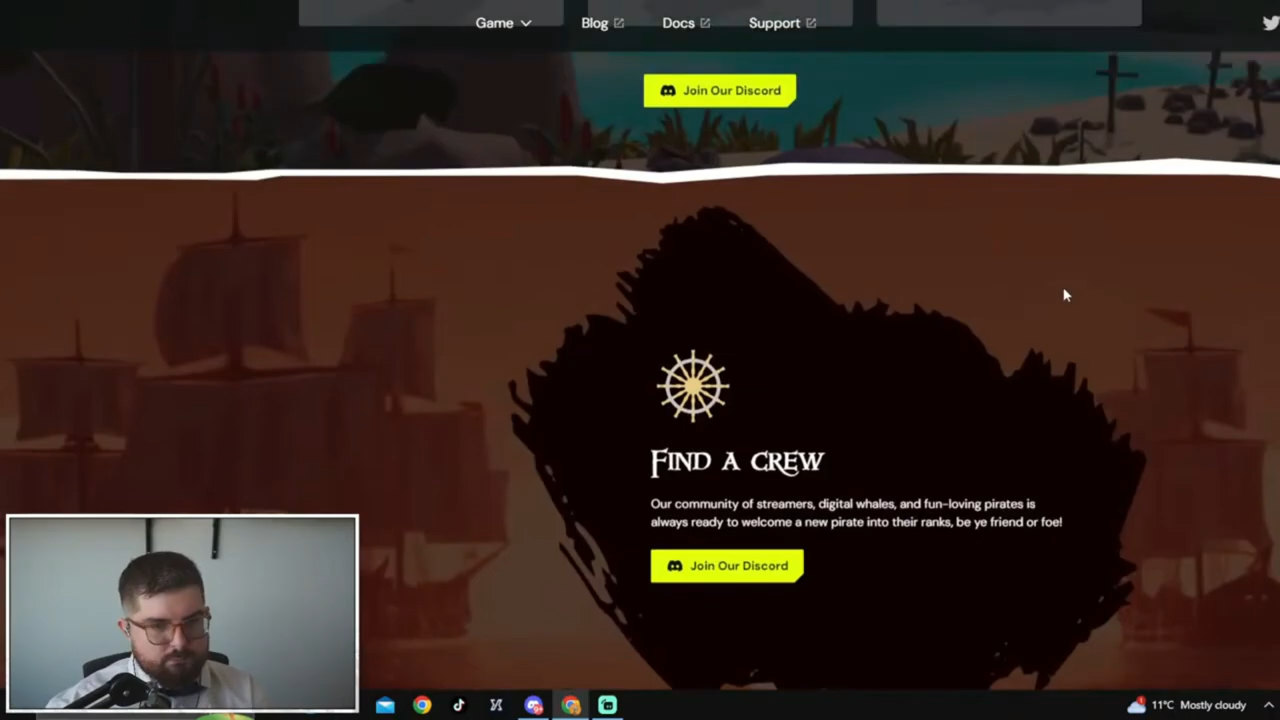 Game
Blog
Docs
Support
Join Our Discord
FIND A CREW
Our community of streamers, digital whales, and fun-loving pirates is
always ready to welcome a new pirate into their ranks, be ye friend or foe!
Join Our Discord
11°C Mostly cloudy